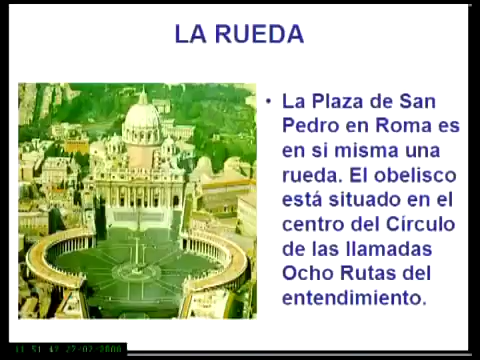 LA RUEDA
• La Plaza de San
Pedro en Roma es
en si misma una
rueda. El obelisco
está situado en el
centro del Círculo
de las llamadas
Ocho Rutas del
entendimiento.